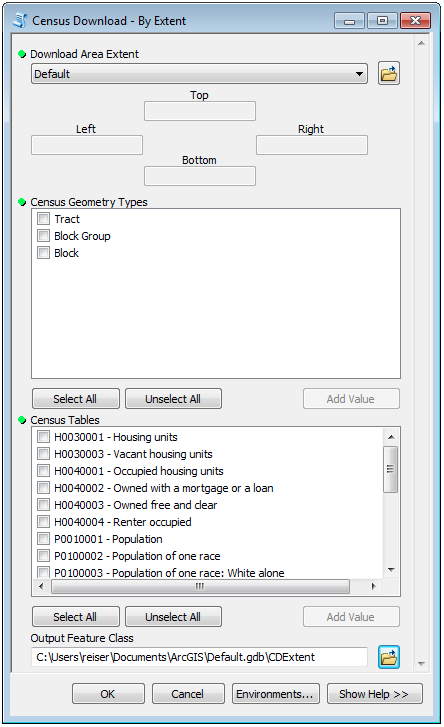 Census Download - By Extent
Download Area Extent
Default
Top
Left Right
Bottom
Census Geometry Types
Tract
Block Group
Block
Select All Unselect All Add Value
Census Tables
H0030001 - Housing units
H0030003 - Vacant housing units
H0040001 - Occupied housing units
H0040002 - Owned with a mortgage or a loan
H0040003 - Owned free and clear
H0040004 - Renter occupied
P0010001 - Population
P0100002 - Population of one race
P0100003 - Population of one race: White alone
Select All Unselect All Add Value
Output Feature Class
C:\Users\reiser\Documents\ArcGIS\Default.gdb\CDExtent
OK Cancel Environments... Show Help >>